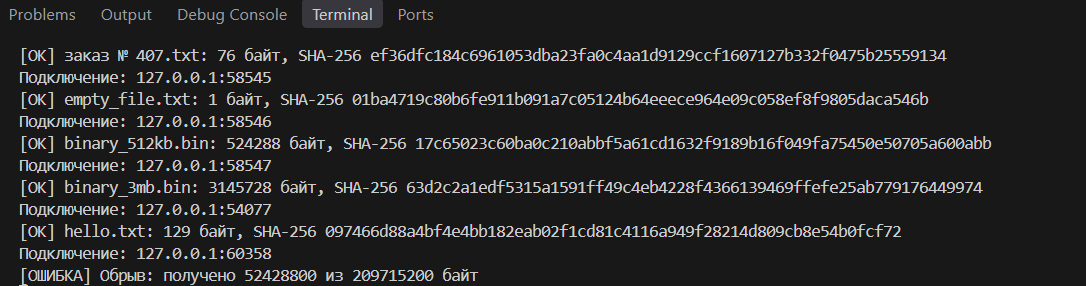 Problems Output Debug Console Terminal Ports
[OK] заказ № 407.txt: 76 байт, SHA-256 ef36dfc184c6961053dba23fa0c4aa1d9129ccf1607127b332f0475b25559134
Подключение: 127.0.0.1:58545
[OK] empty_file.txt: 1 байт, SHA-256 01ba4719c80b6fe911b091a7c05124b64eeece964e09c058ef8f9805daca546b
Подключение: 127.0.0.1:58546
[OK] binary_512kb.bin: 524288 байт, SHA-256 17c65023c60ba0c210abbf5a61cd1632f9189b16f049fa75450e50705a600abb
Подключение: 127.0.0.1:58547
[OK] binary_3mb.bin: 3145728 байт, SHA-256 63d2c2a1edf5315a1591ff49c4eb4228f4366139469ffefe25ab779176449974
Подключение: 127.0.0.1:54077
[OK] hello.txt: 129 байт, SHA-256 097466d88a4bf4e4bb182eab02f1cd81c4116a949f28214d809cb8e54b0fcf72
Подключение: 127.0.0.1:60358
[ОШИБКА] Обрыв: получено 52428800 из 209715200 байт